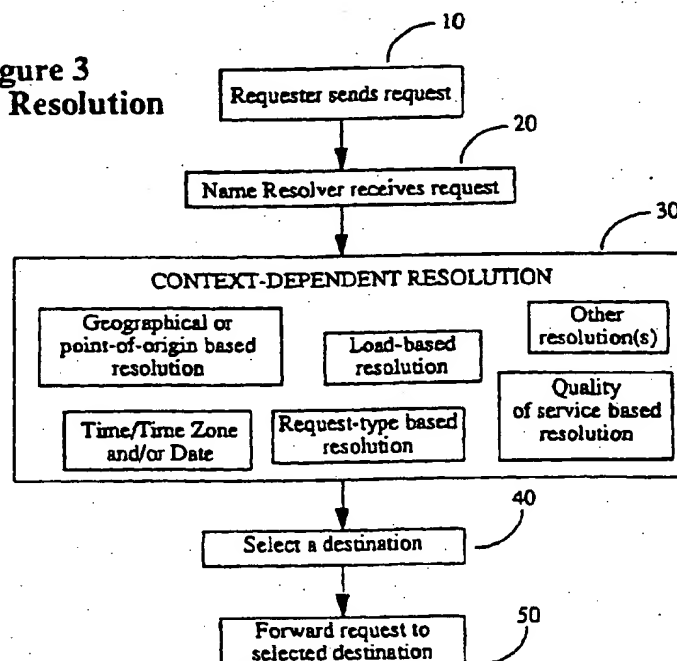 10
gure 3
Resolution
Requester sends request
20
Name Resolver receives request
30
CONTEXT-DEPENDENT RESOLUTION
Geographical or
point-of-origin based
resolution
Load-based
resolution
Other
resolution(s)
Time/Time Zone
and/or Date
Request-type based
resolution
Quality
of service based
resolution
40
Select a destination
50
Forward request to
selected destination